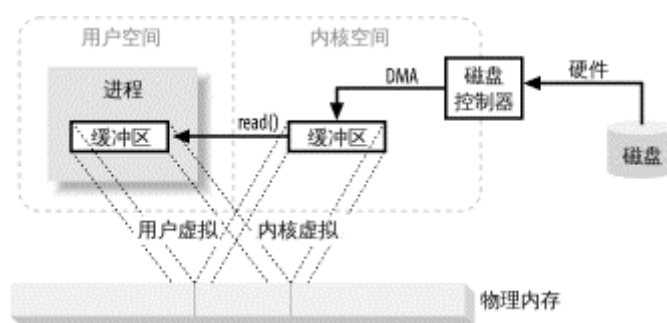 用户空间
内核空间
进程
缓冲区
read()
缓冲区
DMA
磁盘
控制器
硬件
磁盘
用户虚拟
内核虚拟
物理内存